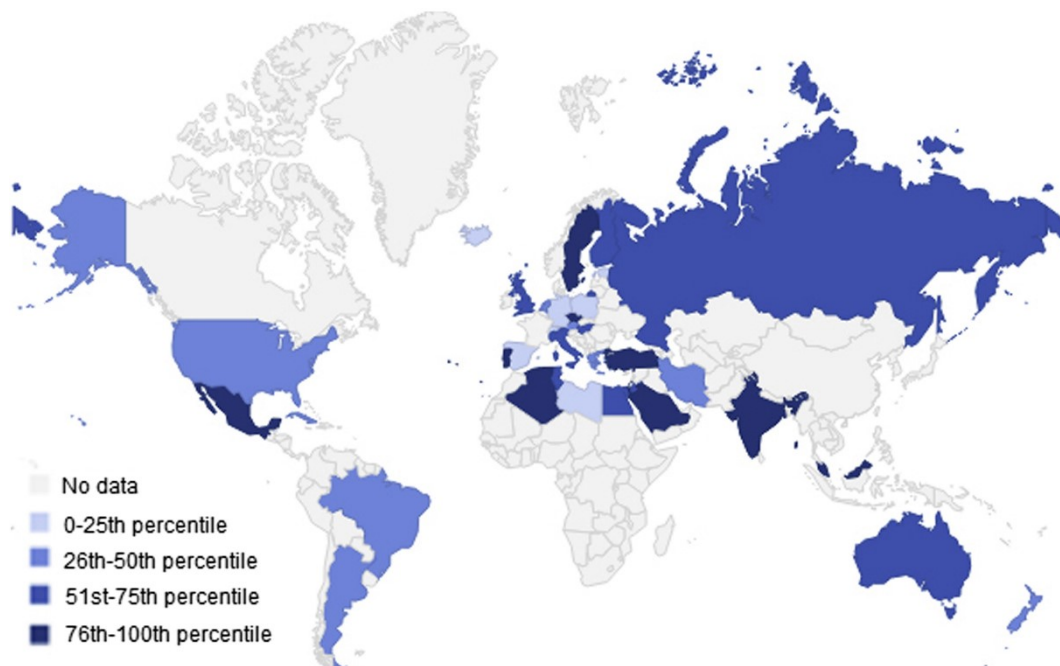 No data
0-25th percentile
26th-50th percentile
51st-75th percentile
76th-100th percentile